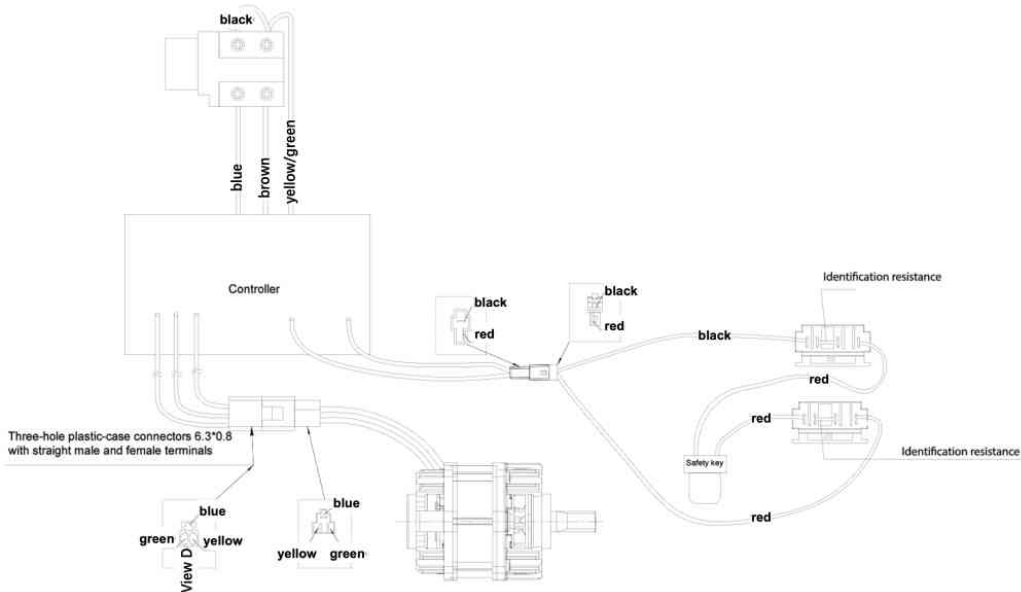 black
blue
brown
yellow/green
Controller
Identification resistance
black
red
black
red
black
red
red
Safety key
Identification resistance
red
Three-hole plastic-case connectors 6.3*0.8
with straight male and female terminals
blue
green
yellow
View D
blue
yellow
green